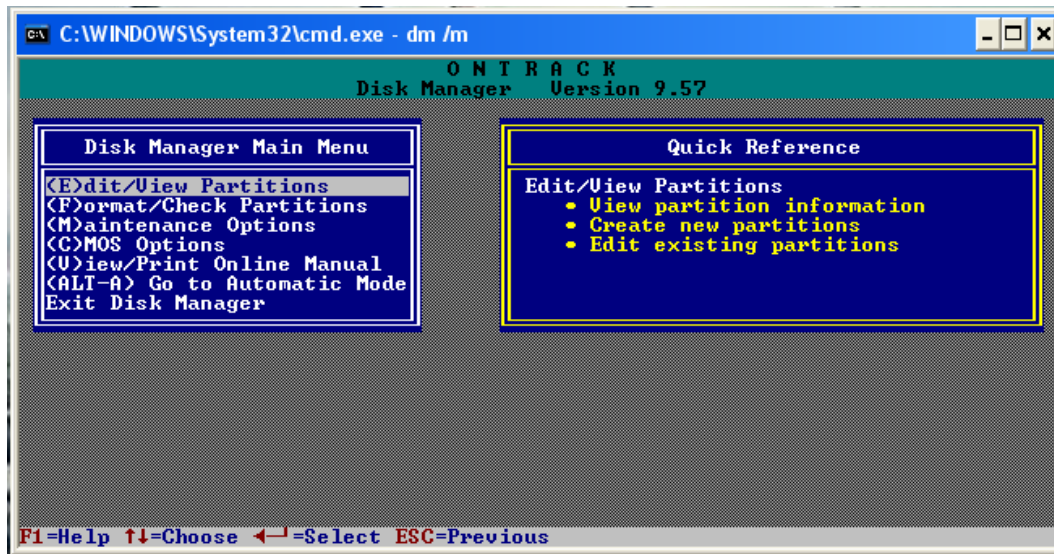 C:\WINDOWS\System32\cmd.exe - dm /m
O N T R A C K
Disk Manager Version 9.57
Disk Manager Main Menu
(E)dit/View Partitions
(F)ormat/Check Partitions
(M)aintenance Options
(C)MOS Options
(V)iew/Print Online Manual
(ALT-A) Go to Automatic Mode
Exit Disk Manager
Quick Reference
Edit/View Partitions
• View partition information
• Create new partitions
• Edit existing partitions
F1=Help ↑↓=Choose ◄─┘=Select ESC=Previous